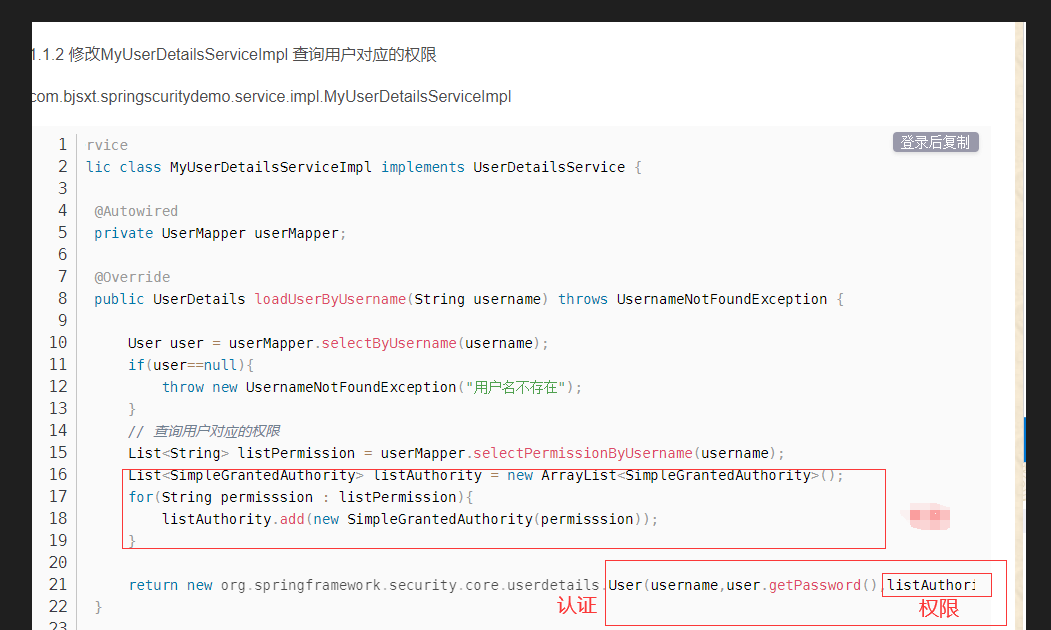 1.1.2 修改MyUserDetailsServiceImpl 查询用户对应的权限
com.bjsxt.springscuritydemo.service.impl.MyUserDetailsServiceImpl
登录后复制
1 rvice
2 lic class MyUserDetailsServiceImpl implements UserDetailsService {
3
4 @Autowired
5 private UserMapper userMapper;
6
7 @Override
8 public UserDetails loadUserByUsername(String username) throws UsernameNotFoundException {
9
10 User user = userMapper.selectByUsername(username);
11 if(user==null){
12 throw new UsernameNotFoundException("用户名不存在");
13 }
14 // 查询用户对应的权限
15 List<String> listPermission = userMapper.selectPermissionByUsername(username);
16 List<SimpleGrantedAuthority> listAuthority = new ArrayList<SimpleGrantedAuthority>();
17 for(String permisssion : listPermission){
18 listAuthority.add(new SimpleGrantedAuthority(permisssion));
19 }
20
21 return new org.springframework.security.core.userdetails.User(username,user.getPassword(),listAuthori
认证 权限
22 }
23